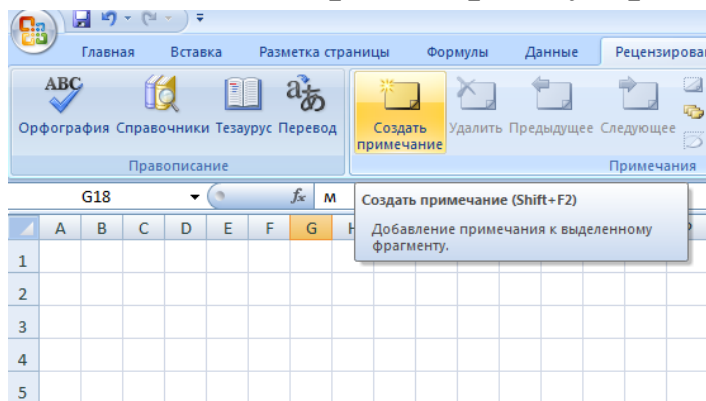 Главная Вставка Разметка страницы Формулы Данные
ABC
Орфография Справочники Тезаурус Перевод Создать примечание Удалить Предыдущее Следующее
Правописание Примечания
G18 fx м
Создать примечание (Shift+F2)
Добавление примечания к выделенному
фрагменту.
A B C D E F G
1
2
3
4
5